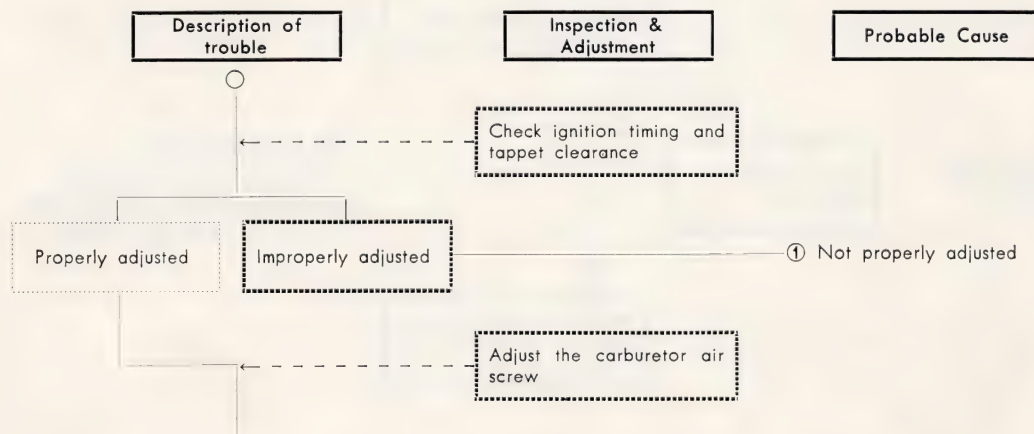 Description of
trouble
Inspection &
Adjustment
Probable Cause
Check ignition timing and
tappet clearance
Properly adjusted
Improperly adjusted
① Not properly adjusted
Adjust the carburetor air
screw